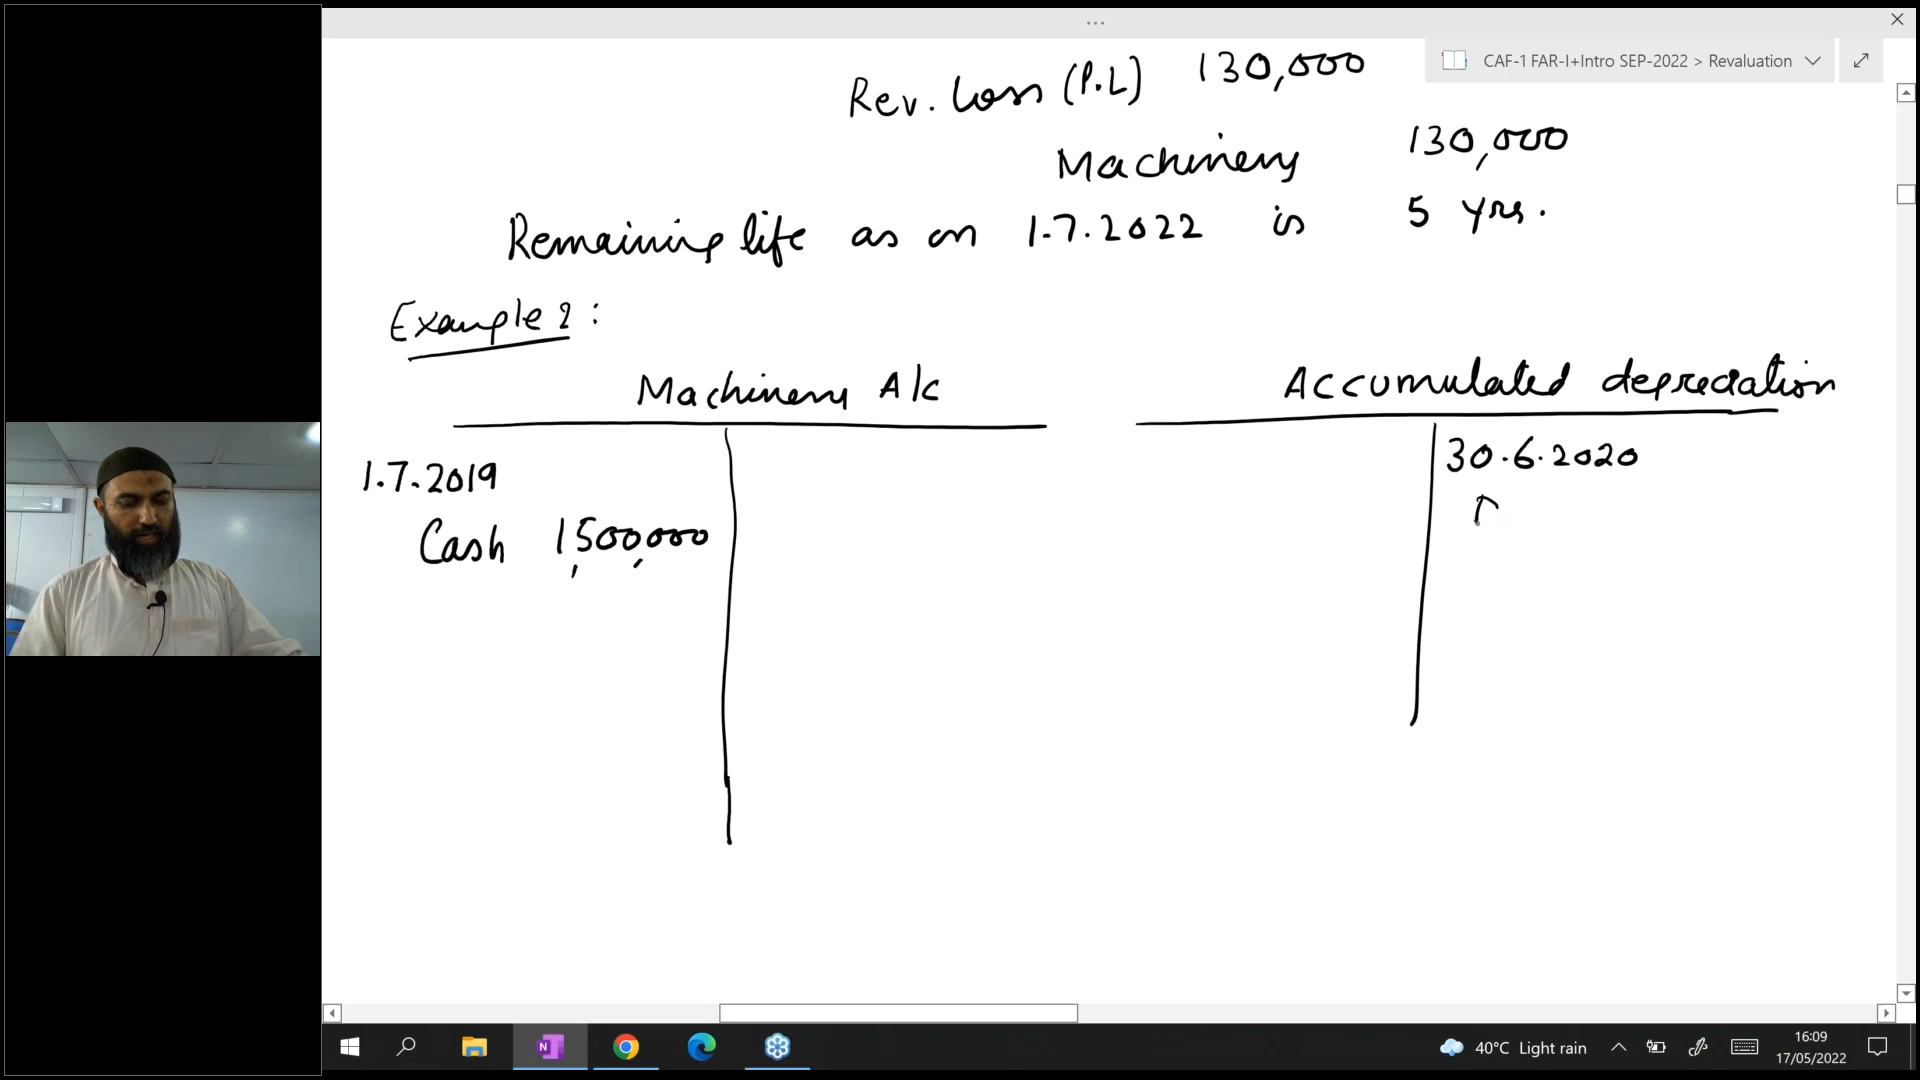 CAF-1 FAR-I+Intro SEP-2022 > Revaluation
Rev. Loss (P.L) 130,000
Machinery 130,000
Remaining life as on 1.7.2022 is 5 yrs.
Example 2:
Machinery A/c
Accumulated depreciation
1.7.2019
30.6.2020
Cash 1,500,000
40°C Light rain
16:09
17/05/2022